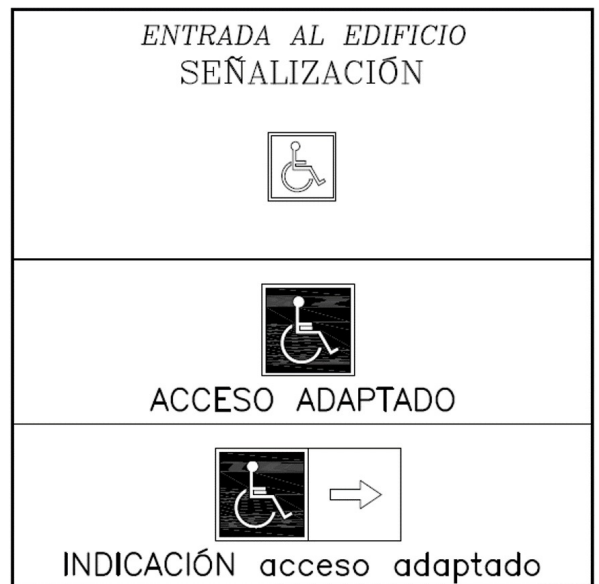 ENTRADA AL EDIFICIO
SEÑALIZACIÓN
ACCESO ADAPTADO
INDICACIÓN acceso adaptado